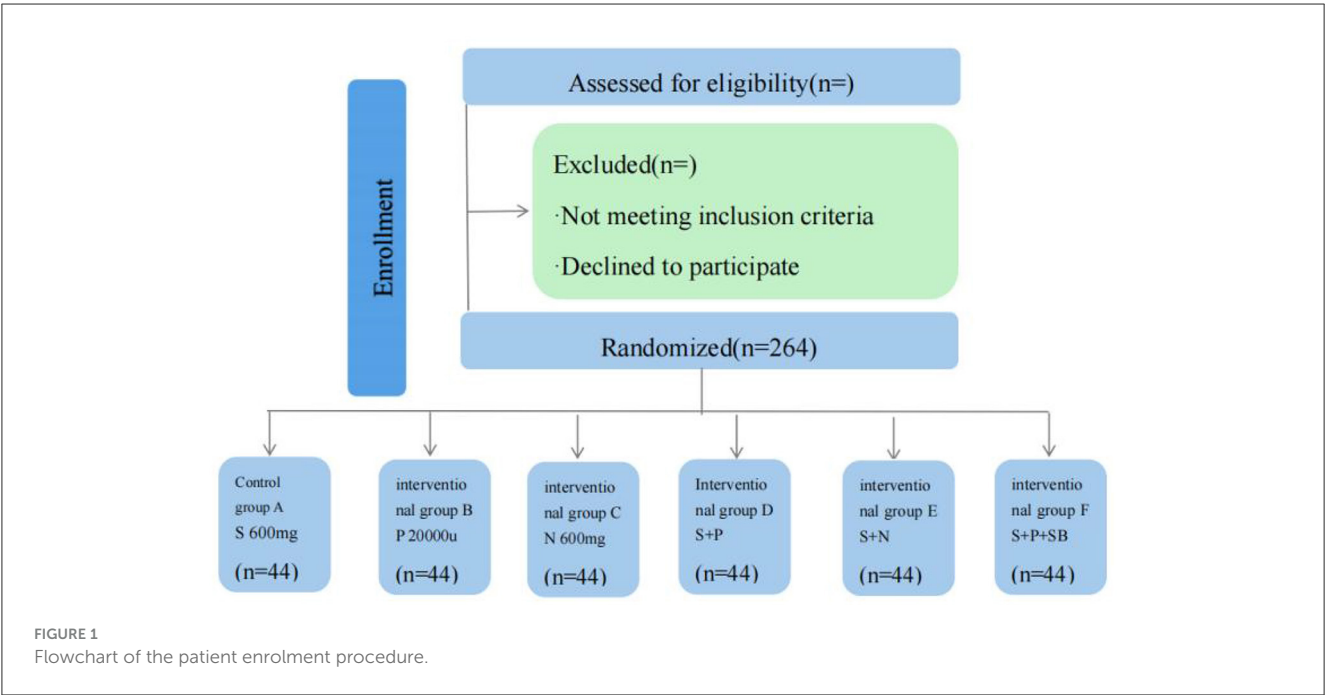 Assessed for eligibility(n=)
Enrollment
Excluded(n=)
·Not meeting inclusion criteria
·Declined to participate
Randomized(n=264)
Control
group A
S 600mg
(n=44)
interventio
nal group B
P 20000u
(n=44)
interventio
nal group C
N 600mg
(n=44)
Interventio
nal group D
S+P
(n=44)
interventio
nal group E
S+N
(n=44)
interventio
nal group F
S+P+SB
(n=44)
FIGURE 1
Flowchart of the patient enrolment procedure.